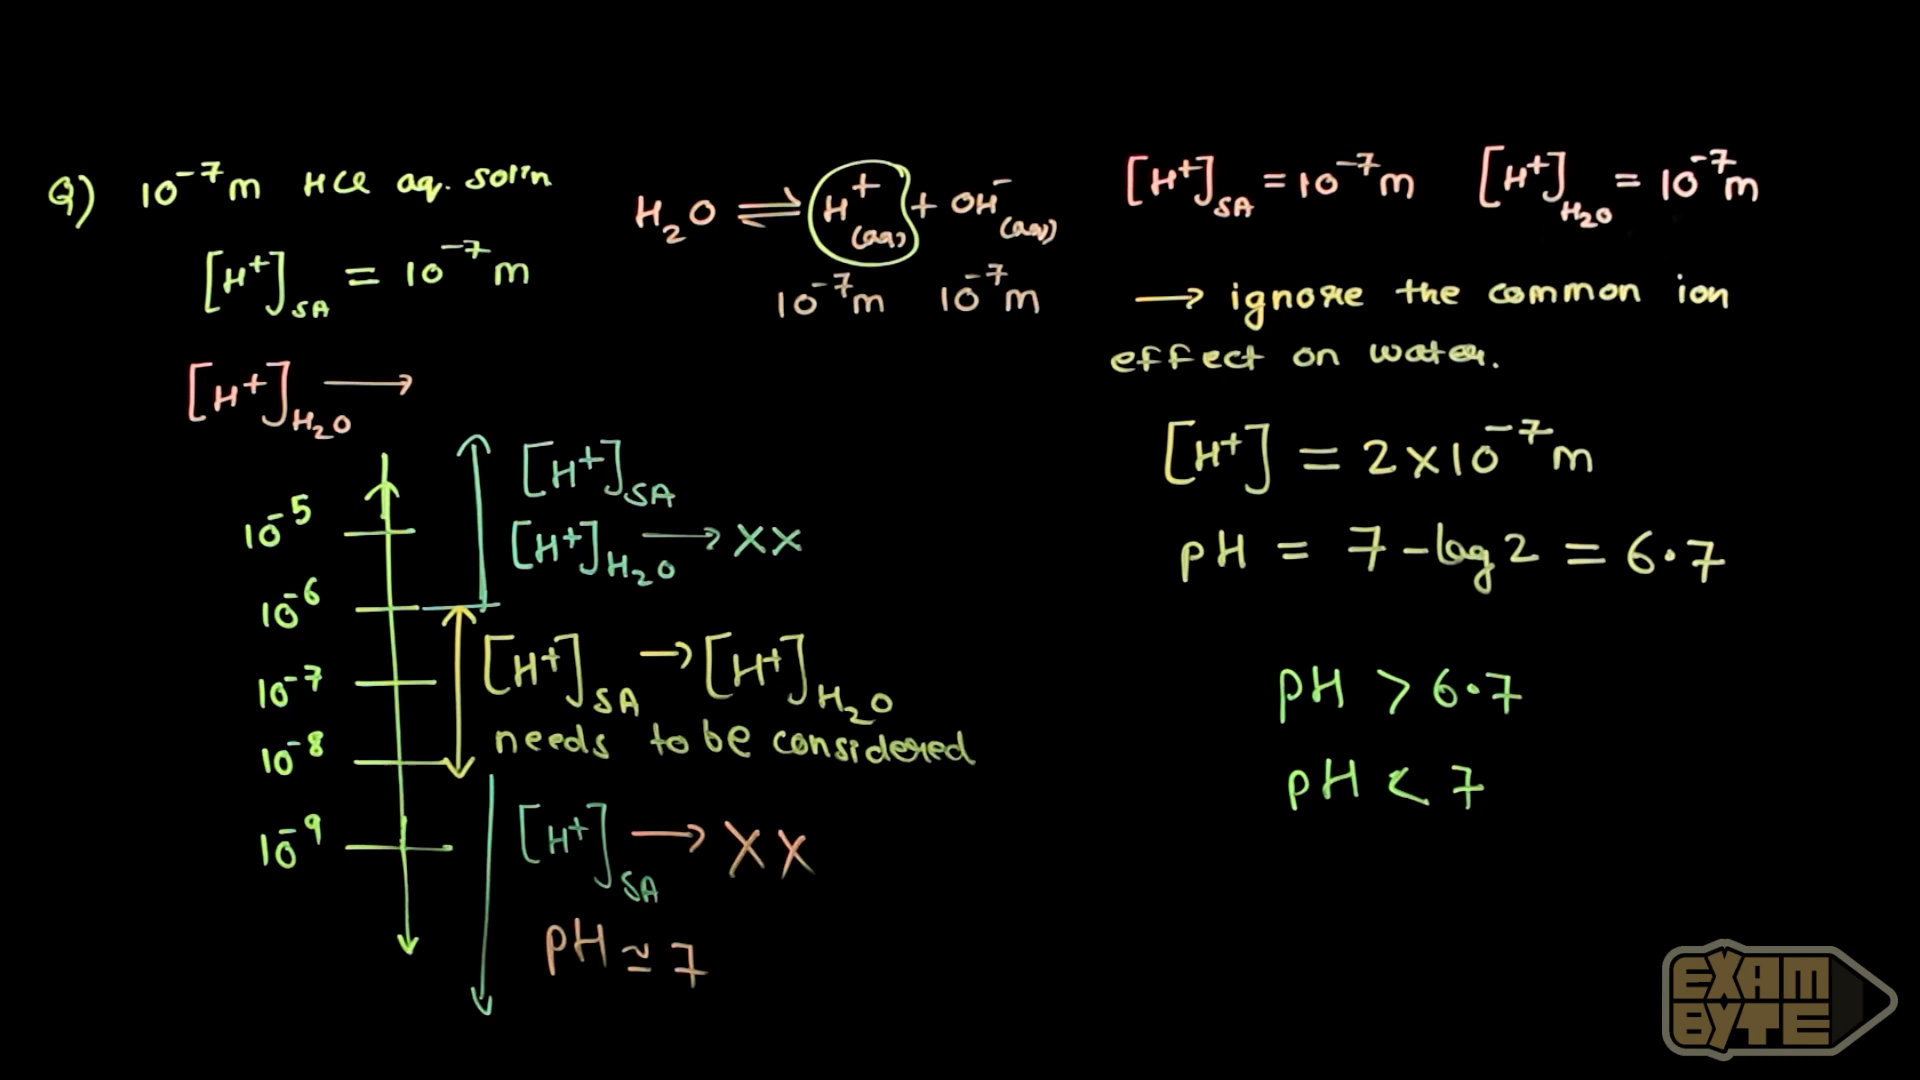 Q) 10⁻⁷m HCl aq. solⁿn
[H⁺]SA = 10⁻⁷m
[H⁺]H₂O →
10⁻⁵
10⁻⁶
10⁻⁷
10⁻⁸
10⁻⁹
[H⁺]SA
[H⁺]H₂O → XX
[H⁺]SA → [H⁺]H₂O
needs to be considered
[H⁺]SA → XX
pH ≃ 7
H₂O ⇌ H⁺(aq) + OH⁻(aq)
10⁻⁷m 10⁻⁷m
[H⁺]SA = 10⁻⁷m [H⁺]H₂O = 10⁻⁷m
→ ignore the common ion
effect on water.
[H⁺] = 2x10⁻⁷m
pH = 7 - log 2 = 6.7
pH > 6.7
pH < 7
EXAM
BYTE